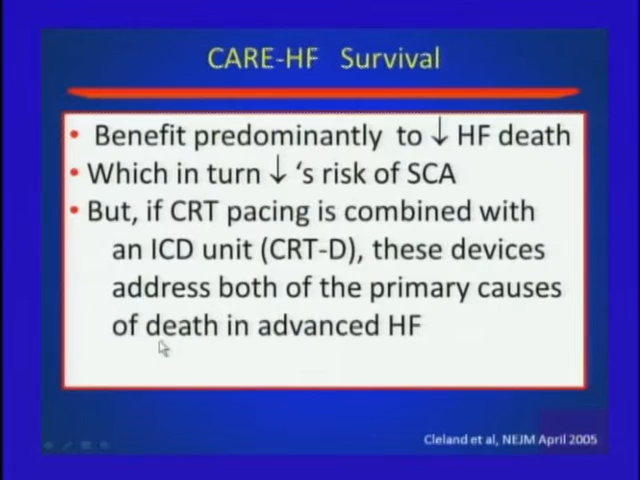 CARE-HF Survival
• Benefit predominantly to ↓ HF death
• Which in turn ↓ 's risk of SCA
• But, if CRT pacing is combined with
an ICD unit (CRT-D), these devices
address both of the primary causes
of death in advanced HF
Cleland et al, NEJM April 2005